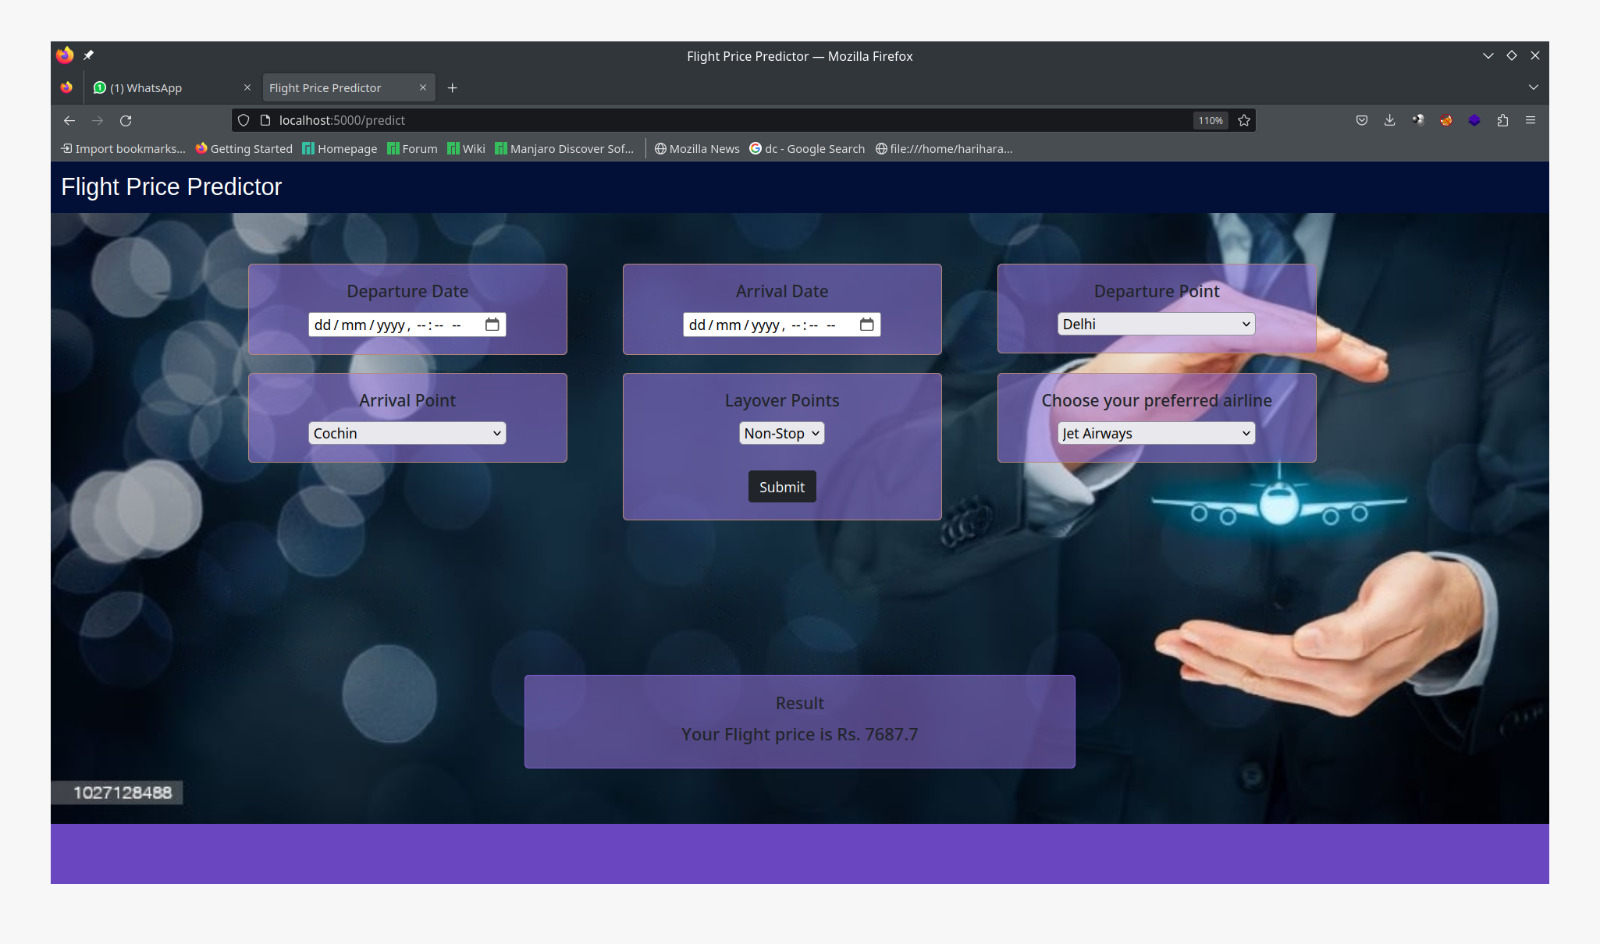 Flight Price Predictor — Mozilla Firefox
(1) WhatsApp
Flight Price Predictor
localhost:5000/predict
110%
Import bookmarks... Getting Started Homepage Forum Wiki Manjaro Discover Sof... Mozilla News dc - Google Search file:///home/harihara...
Flight Price Predictor
Departure Date
dd/mm/yyyy, --:-- --
Arrival Date
dd/mm/yyyy, --:-- --
Departure Point
Delhi
Arrival Point
Cochin
Layover Points
Non-Stop
Submit
Choose your preferred airline
Jet Airways
Result
Your Flight price is Rs. 7687.7
1027128488